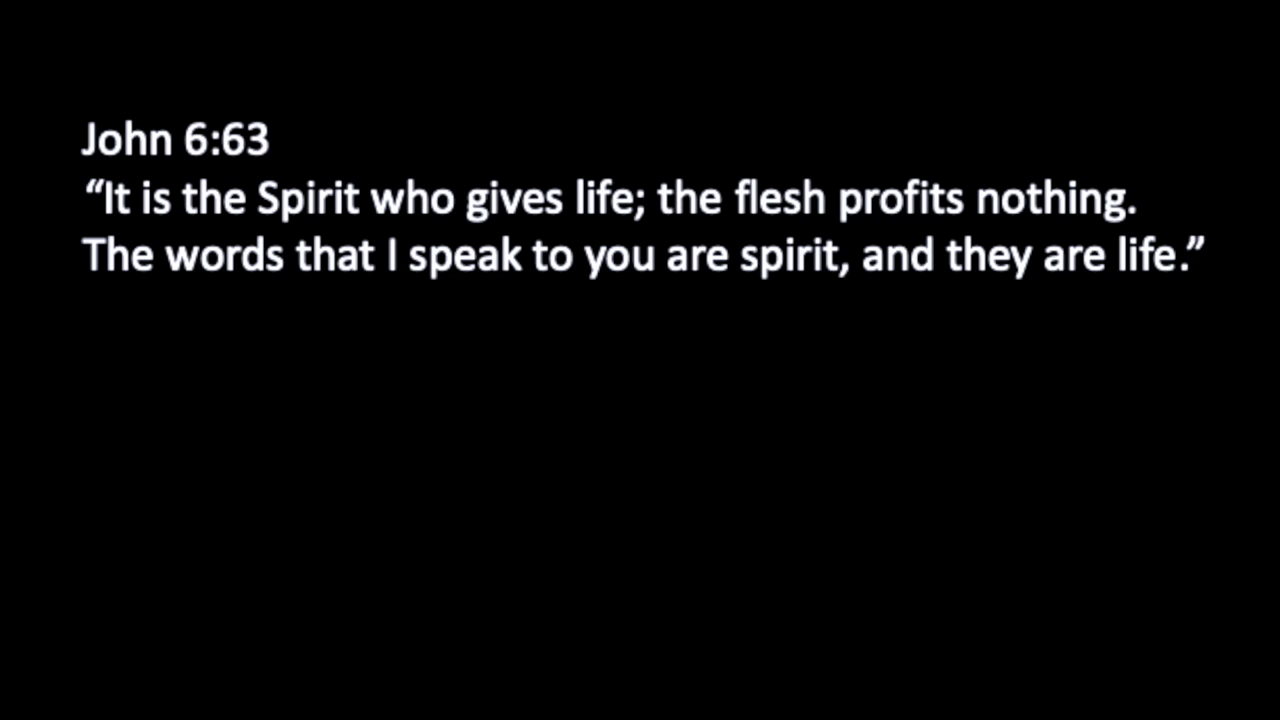 John 6:63
“It is the Spirit who gives life; the flesh profits nothing.
The words that I speak to you are spirit, and they are life.”